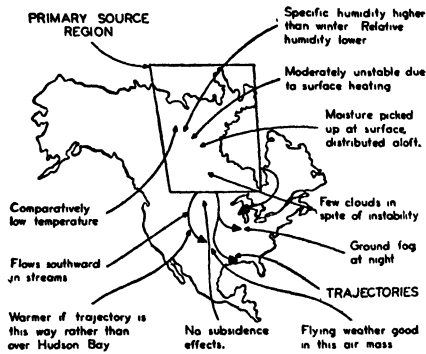 PRIMARY SOURCE
REGION
Specific humidity higher
than winter Relative
humidity lower
Moderately unstable due
to surface heating
Moisture picked
up at surface,
distributed aloft.
Comparatively
low temperature
Few clouds in
spite of instability
Ground fog
at night
Flows southward
in streams
TRAJECTORIES
Warmer if trajectory is
this way rather than
over Hudson Bay
No subsidence
effects.
Flying weather good
in this air mass